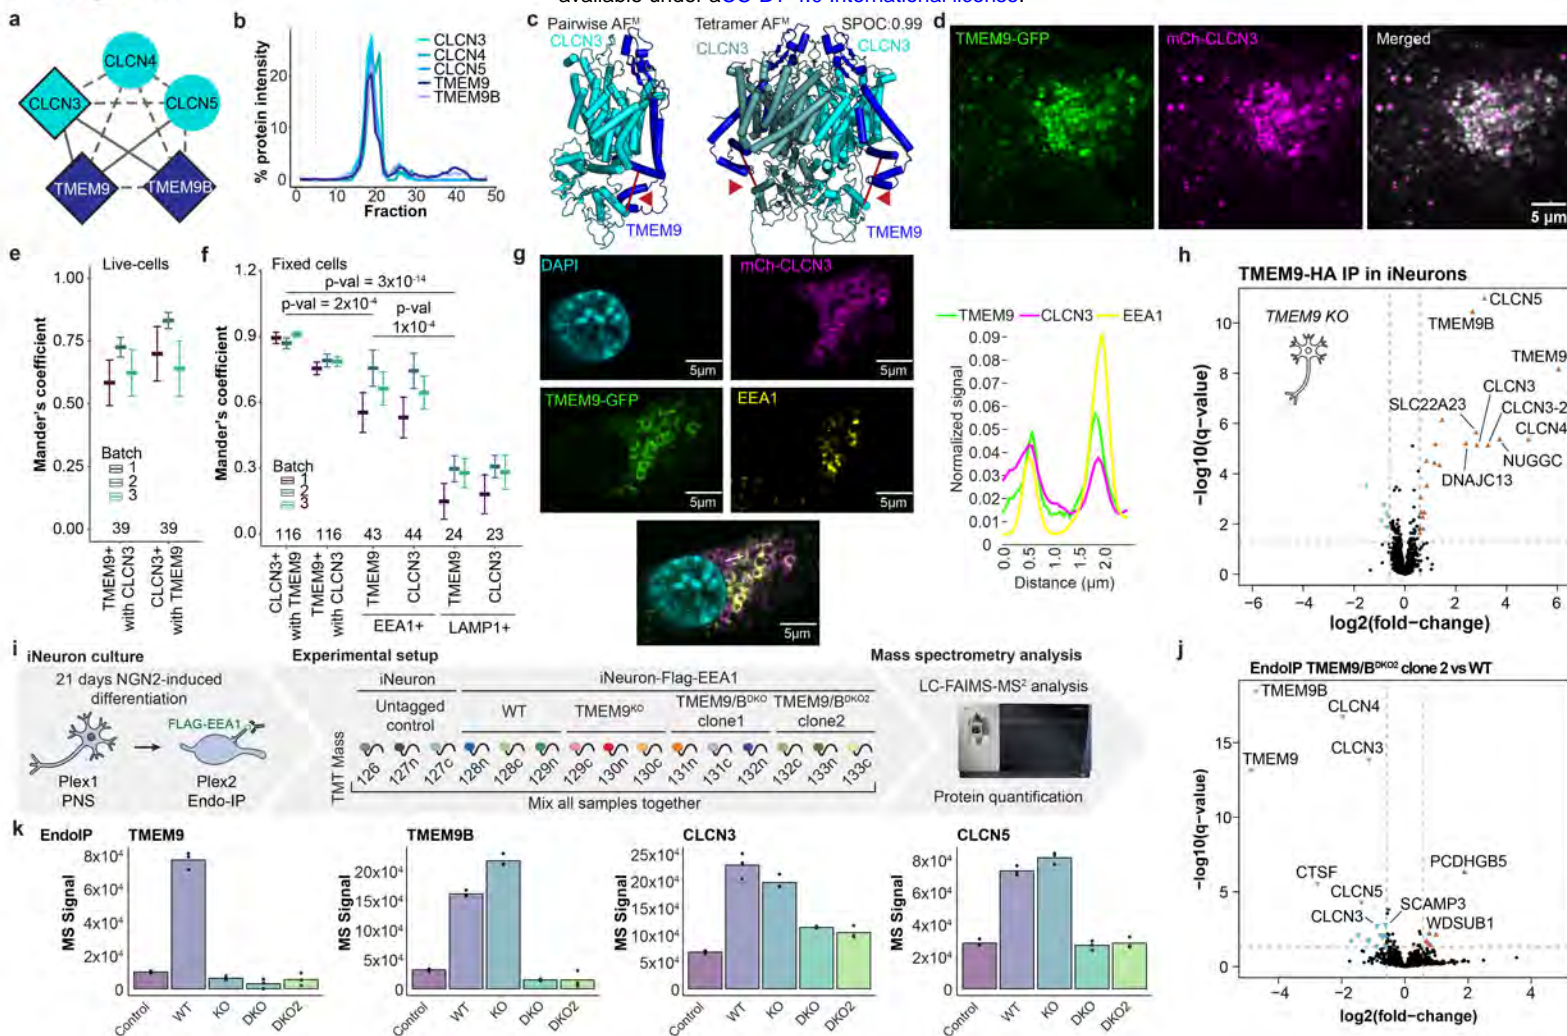 available under aCC-BY 4.0 International license.
a
CLCN4
CLCN3
CLCN5
TMEM9
TMEM9B
b
% protein intensity
20
10
0
0
10
20
30
40
50
Fraction
CLCN3
CLCN4
CLCN5
TMEM9
TMEM9B
c
Pairwise AFᴹ
CLCN3
TMEM9
Tetramer AFᴹ
SPOC:0.99
CLCN3
CLCN3
TMEM9
d
TMEM9-GFP
mCh-CLCN3
Merged
5 µm
e
Live-cells
Mander's coefficient
1.00
0.75
0.50
0.25
0.00
Batch
1
2
3
39
39
TMEM9+
with CLCN3
CLCN3+
with TMEM9
f
Fixed cells
Mander's coefficient
1.2
0.9
0.6
0.3
0.0
p-val = 3x10⁻¹⁴
p-val = 2x10⁻⁴
p-val
1x10⁻⁴
Batch
1
2
3
116
116
43
44
24
23
CLCN3+
with TMEM9
TMEM9+
with CLCN3
TMEM9
CLCN3
TMEM9
CLCN3
EEA1+
LAMP1+
g
DAPI
5µm
mCh-CLCN3
5µm
TMEM9-GFP
5µm
EEA1
5µm
5µm
TMEM9
CLCN3
EEA1
Normalized signal
0.09
0.08
0.07
0.06
0.05
0.04
0.03
0.02
0.01
0
0.0
0.5
1.0
1.5
2.0
Distance (µm)
h
TMEM9-HA IP in iNeurons
TMEM9 KO
CLCN5
TMEM9B
TMEM9
CLCN3
SLC22A23
CLCN3-2
CLCN4
NUGGC
DNAJC13
−log10(q−value)
10
8
6
4
2
0
−6
−4
−2
0
2
4
6
log2(fold−change)
i
iNeuron culture
21 days NGN2-induced
differentiation
FLAG-EEA1
Plex1
PNS
Plex2
Endo-IP
Experimental setup
iNeuron
iNeuron-Flag-EEA1
Untagged
control
WT
TMEM9ᴷᴼ
TMEM9/Bᴰᴷᴼ
clone1
TMEM9/Bᴰᴷᴼ²
clone2
TMT Mass
126
127n
127c
128n
128c
129n
129c
130n
130c
131n
131c
132n
132c
133n
133c
Mix all samples together
Mass spectrometry analysis
LC-FAIMS-MS² analysis
Protein quantification
j
EndoIP TMEM9/Bᴰᴷᴼ² clone 2 vs WT
TMEM9B
CLCN4
CLCN3
TMEM9
PCDHGB5
CTSF
CLCN5
SCAMP3
CLCN3
WDSUB1
−log10(q−value)
15
10
5
0
−4
−2
0
2
4
log2(fold−change)
k
EndoIP
TMEM9
MS Signal
8x10⁴
6x10⁴
4x10⁴
2x10⁴
0
Control
WT
KO
DKO
DKO2
TMEM9B
MS Signal
20x10⁴
15x10⁴
10x10⁴
5x10⁴
0
Control
WT
KO
DKO
DKO2
CLCN3
MS Signal
25x10⁴
20x10⁴
15x10⁴
10x10⁴
5x10⁴
0
Control
WT
KO
DKO
DKO2
CLCN5
MS Signal
8x10⁴
6x10⁴
4x10⁴
2x10⁴
0
Control
WT
KO
DKO
DKO2